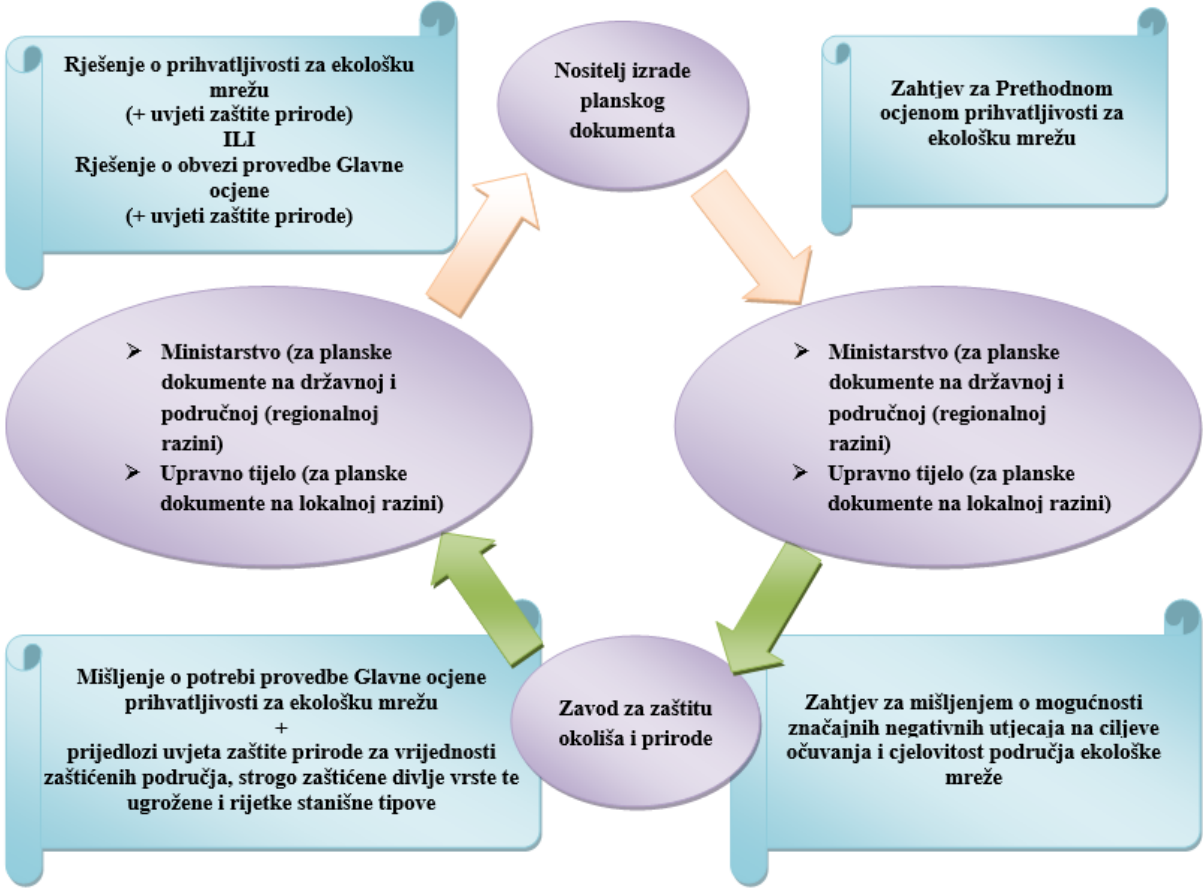 Rješenje o prihvatljivosti za ekološku
mrežu
(+ uvjeti zaštite prirode)
ILI
Rješenje o obvezi provedbe Glavne
ocjene
(+ uvjeti zaštite prirode)
Nositelj izrade
planskog
dokumenta
Zahtjev za Prethodnom
ocjenom prihvatljivosti za
ekološku mrežu
➢ Ministarstvo (za planske
dokumente na državnoj i
područnoj (regionalnoj
razini)
➢ Upravno tijelo (za planske
dokumente na lokalnoj razini)
➢ Ministarstvo (za planske
dokumente na državnoj i
područnoj (regionalnoj
razini)
➢ Upravno tijelo (za planske
dokumente na lokalnoj razini)
Mišljenje o potrebi provedbe Glavne ocjene
prihvatljivosti za ekološku mrežu
+
prijedlozi uvjeta zaštite prirode za vrijednosti
zaštićenih područja, strogo zaštićene divlje vrste te
ugrožene i rijetke stanišne tipove
Zavod za zaštitu
okoliša i prirode
Zahtjev za mišljenjem o mogućnosti
značajnih negativnih utjecaja na ciljeve
očuvanja i cjelovitost područja ekološke
mreže